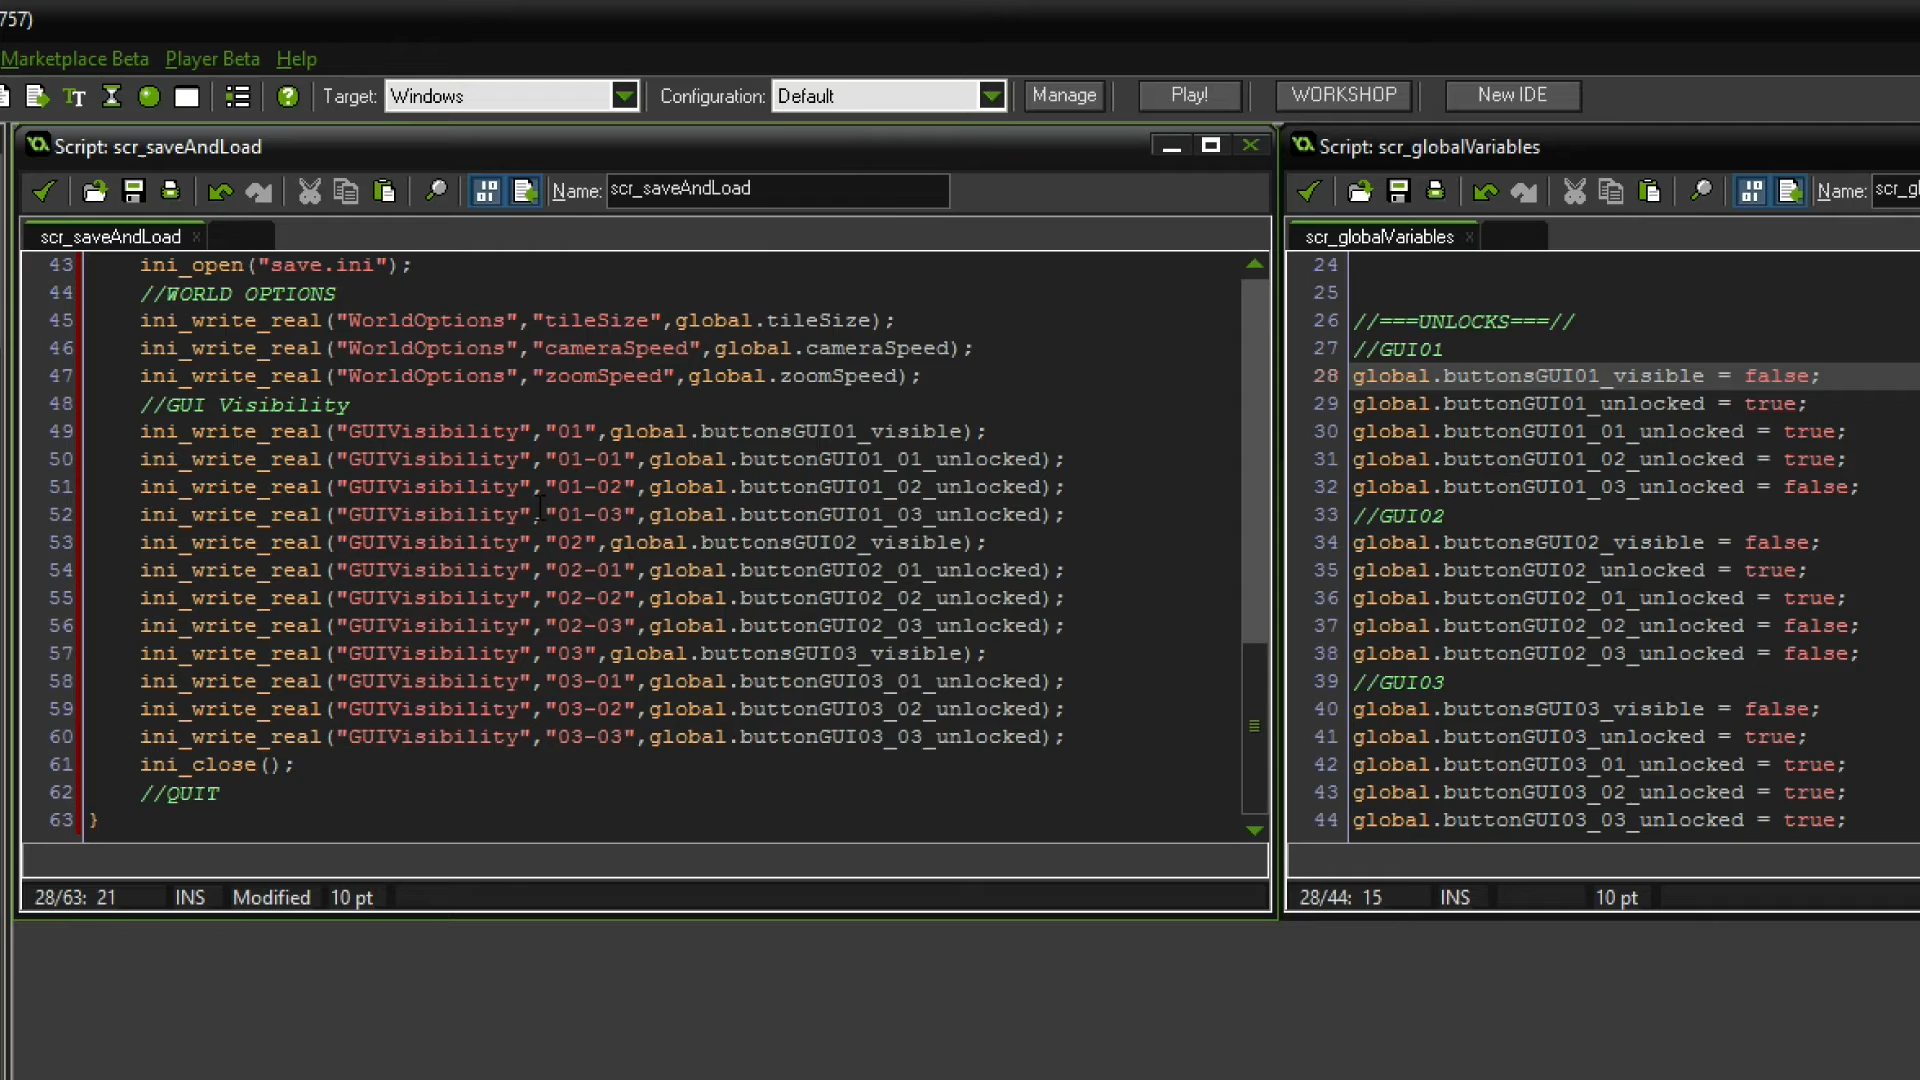 757)
Marketplace Beta Player Beta Help
Target: Windows Configuration: Default Manage Play! WORKSHOP New IDE
Script: scr_saveAndLoad
Name: scr_saveAndLoad
scr_saveAndLoad ×
43 ini_open("save.ini");
44 //WORLD OPTIONS
45 ini_write_real("WorldOptions","tileSize",global.tileSize);
46 ini_write_real("WorldOptions","cameraSpeed",global.cameraSpeed);
47 ini_write_real("WorldOptions","zoomSpeed",global.zoomSpeed);
48 //GUI Visibility
49 ini_write_real("GUIVisibility","01",global.buttonsGUI01_visible);
50 ini_write_real("GUIVisibility","01-01",global.buttonGUI01_01_unlocked);
51 ini_write_real("GUIVisibility","01-02",global.buttonGUI01_02_unlocked);
52 ini_write_real("GUIVisibility","01-03",global.buttonGUI01_03_unlocked);
53 ini_write_real("GUIVisibility","02",global.buttonsGUI02_visible);
54 ini_write_real("GUIVisibility","02-01",global.buttonGUI02_01_unlocked);
55 ini_write_real("GUIVisibility","02-02",global.buttonGUI02_02_unlocked);
56 ini_write_real("GUIVisibility","02-03",global.buttonGUI02_03_unlocked);
57 ini_write_real("GUIVisibility","03",global.buttonsGUI03_visible);
58 ini_write_real("GUIVisibility","03-01",global.buttonGUI03_01_unlocked);
59 ini_write_real("GUIVisibility","03-02",global.buttonGUI03_02_unlocked);
60 ini_write_real("GUIVisibility","03-03",global.buttonGUI03_03_unlocked);
61 ini_close();
62 //QUIT
63 }
28/63: 21 INS Modified 10 pt
Script: scr_globalVariables
Name: scr_gl
scr_globalVariables ×
24
25
26 //===UNLOCKS===//
27 //GUI01
28 global.buttonsGUI01_visible = false;
29 global.buttonGUI01_unlocked = true;
30 global.buttonGUI01_01_unlocked = true;
31 global.buttonGUI01_02_unlocked = true;
32 global.buttonGUI01_03_unlocked = false;
33 //GUI02
34 global.buttonsGUI02_visible = false;
35 global.buttonGUI02_unlocked = true;
36 global.buttonGUI02_01_unlocked = true;
37 global.buttonGUI02_02_unlocked = false;
38 global.buttonGUI02_03_unlocked = false;
39 //GUI03
40 global.buttonsGUI03_visible = false;
41 global.buttonGUI03_unlocked = true;
42 global.buttonGUI03_01_unlocked = true;
43 global.buttonGUI03_02_unlocked = true;
44 global.buttonGUI03_03_unlocked = true;
28/44: 15 INS 10 pt